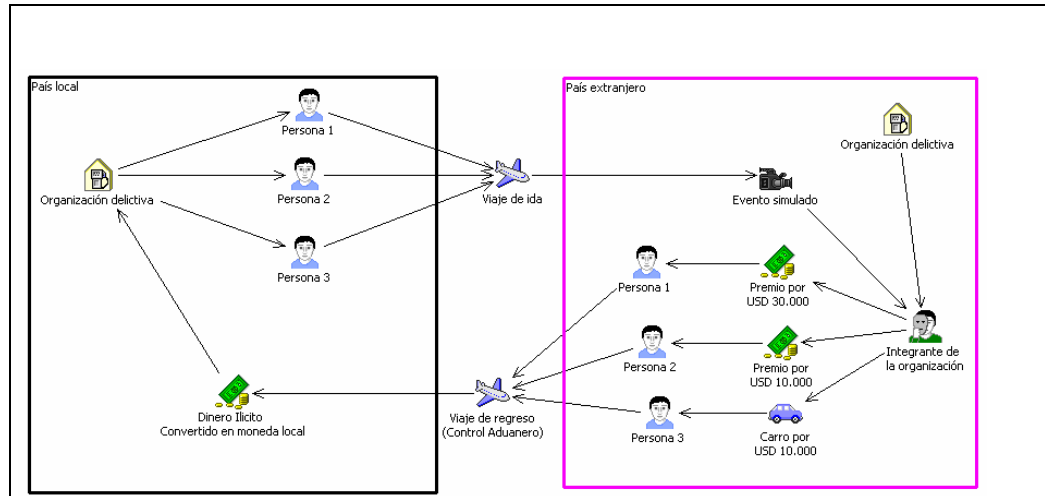 País local
País extranjero
Persona 1
Organización delictiva
Organización delictiva
Persona 2
Viaje de ida
Evento simulado
Persona 3
Persona 1
Premio por
USD 30.000
Persona 2
Premio por
USD 10.000
Integrante de
la organización
Dinero Ilicito
Convertido en moneda local
Viaje de regreso
(Control Aduanero)
Persona 3
Carro por
USD 10.000